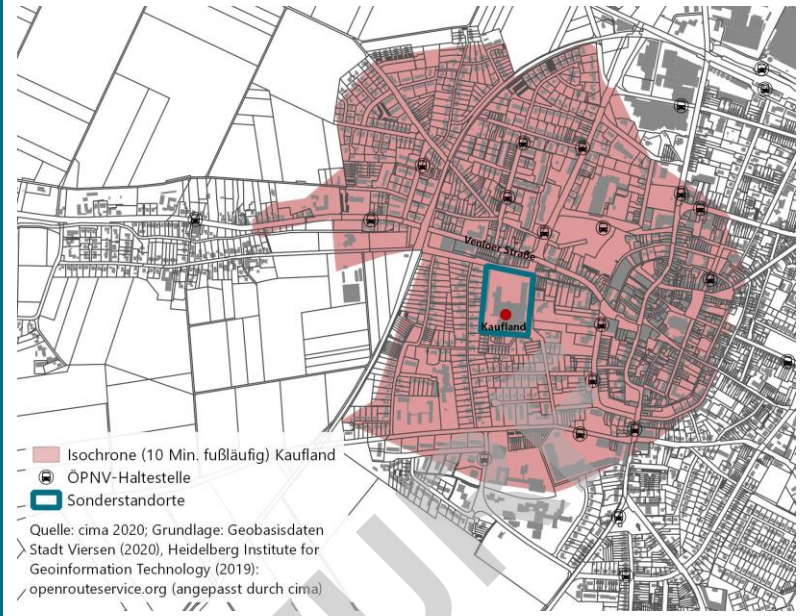 Venloer Straße
Kaufland
Isochrone (10 Min. fußläufig) Kaufland
ÖPNV-Haltestelle
Sonderstandorte
Quelle: cima 2020; Grundlage: Geobasisdaten
Stadt Viersen (2020), Heidelberg Institute for
Geoinformation Technology (2019):
openrouteservice.org (angepasst durch cima)